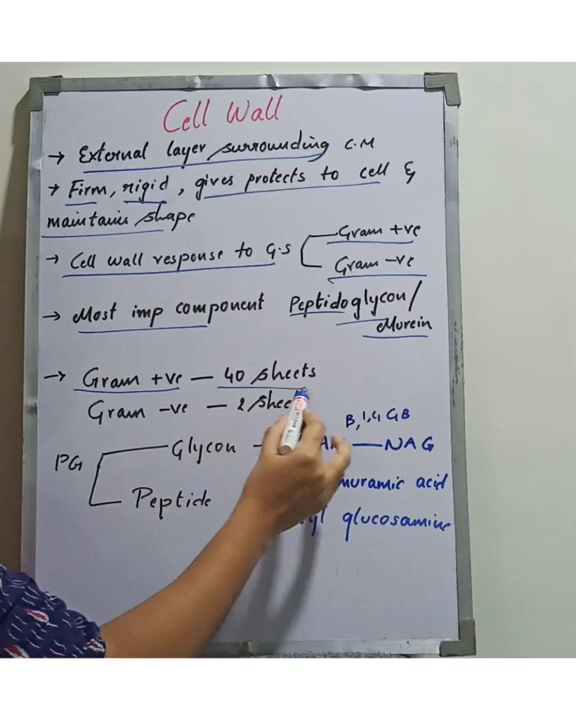 Cell Wall
→ External layer surrounding C.M
→ Firm, rigid, gives protects to cell &
maintains shape
→ Cell wall response to G.S
Gram +ve
Gram -ve
→ Most imp component Peptidoglycon/
Murein
→ Gram +ve — 40 sheets
Gram -ve — 2 shee
PG
Glycon —
B, 1,4 GB
— NAG
Peptide
muramic acid
glucosamine